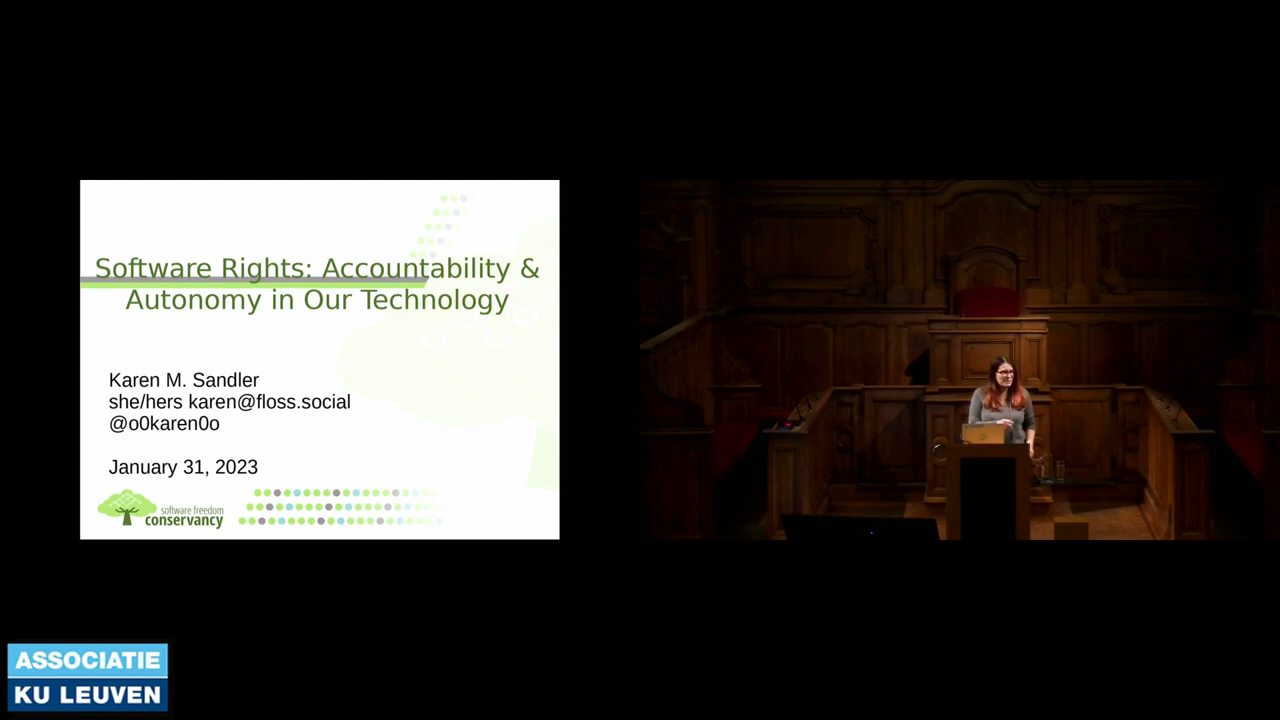 Software Rights: Accountability &
Autonomy in Our Technology
Karen M. Sandler
she/hers karen@floss.social
@o0karen0o
January 31, 2023
software freedom
conservancy
ASSOCIATIE
KU LEUVEN